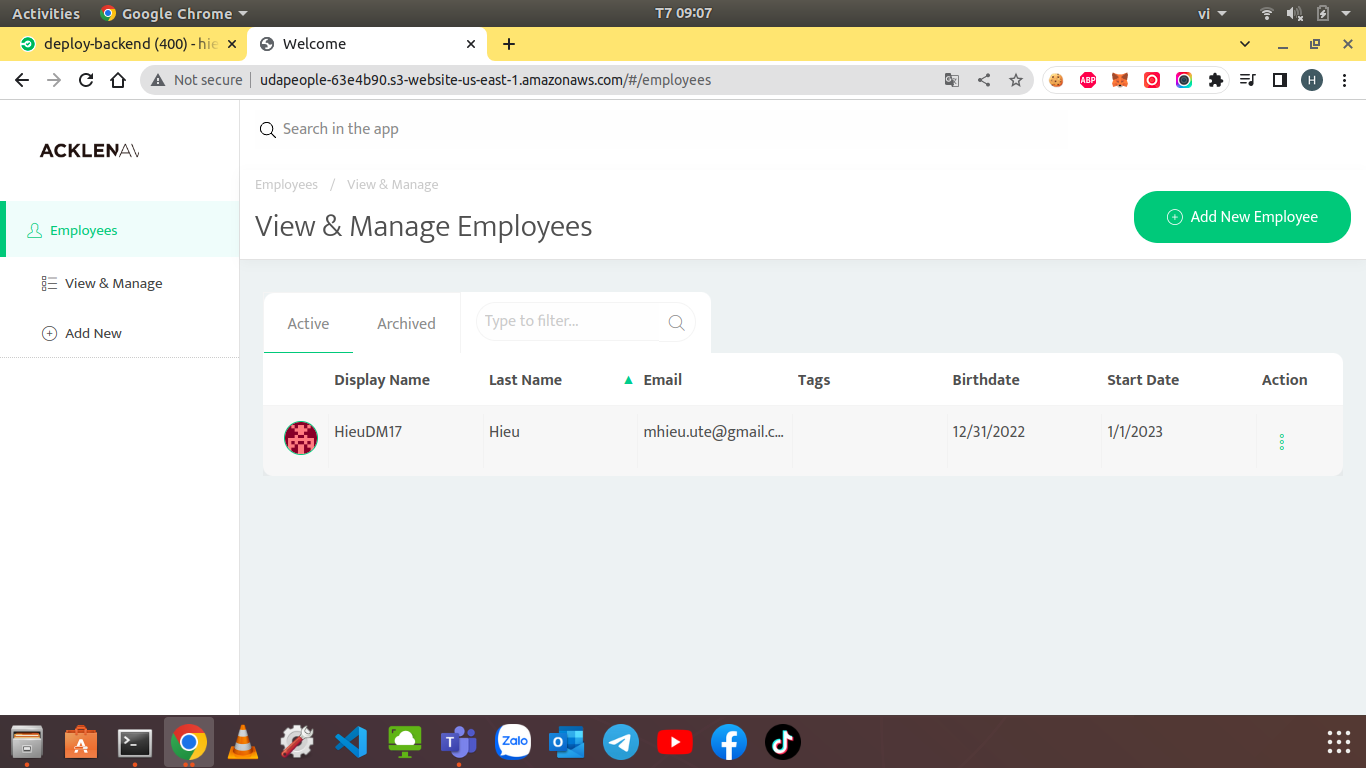 Activities Google Chrome T7 09:07 vi
deploy-backend (400) - hie Welcome
Not secure udapeople-63e4b90.s3-website-us-east-1.amazonaws.com/#/employees ABP H
ACKLENAV
Search in the app
Employees / View & Manage
View & Manage Employees
Add New Employee
Employees
View & Manage
Add New
Active Archived Type to filter...
Display Name Last Name ▲ Email Tags Birthdate Start Date Action
HieuDM17 Hieu mhieu.ute@gmail.c... 12/31/2022 1/1/2023
Zalo